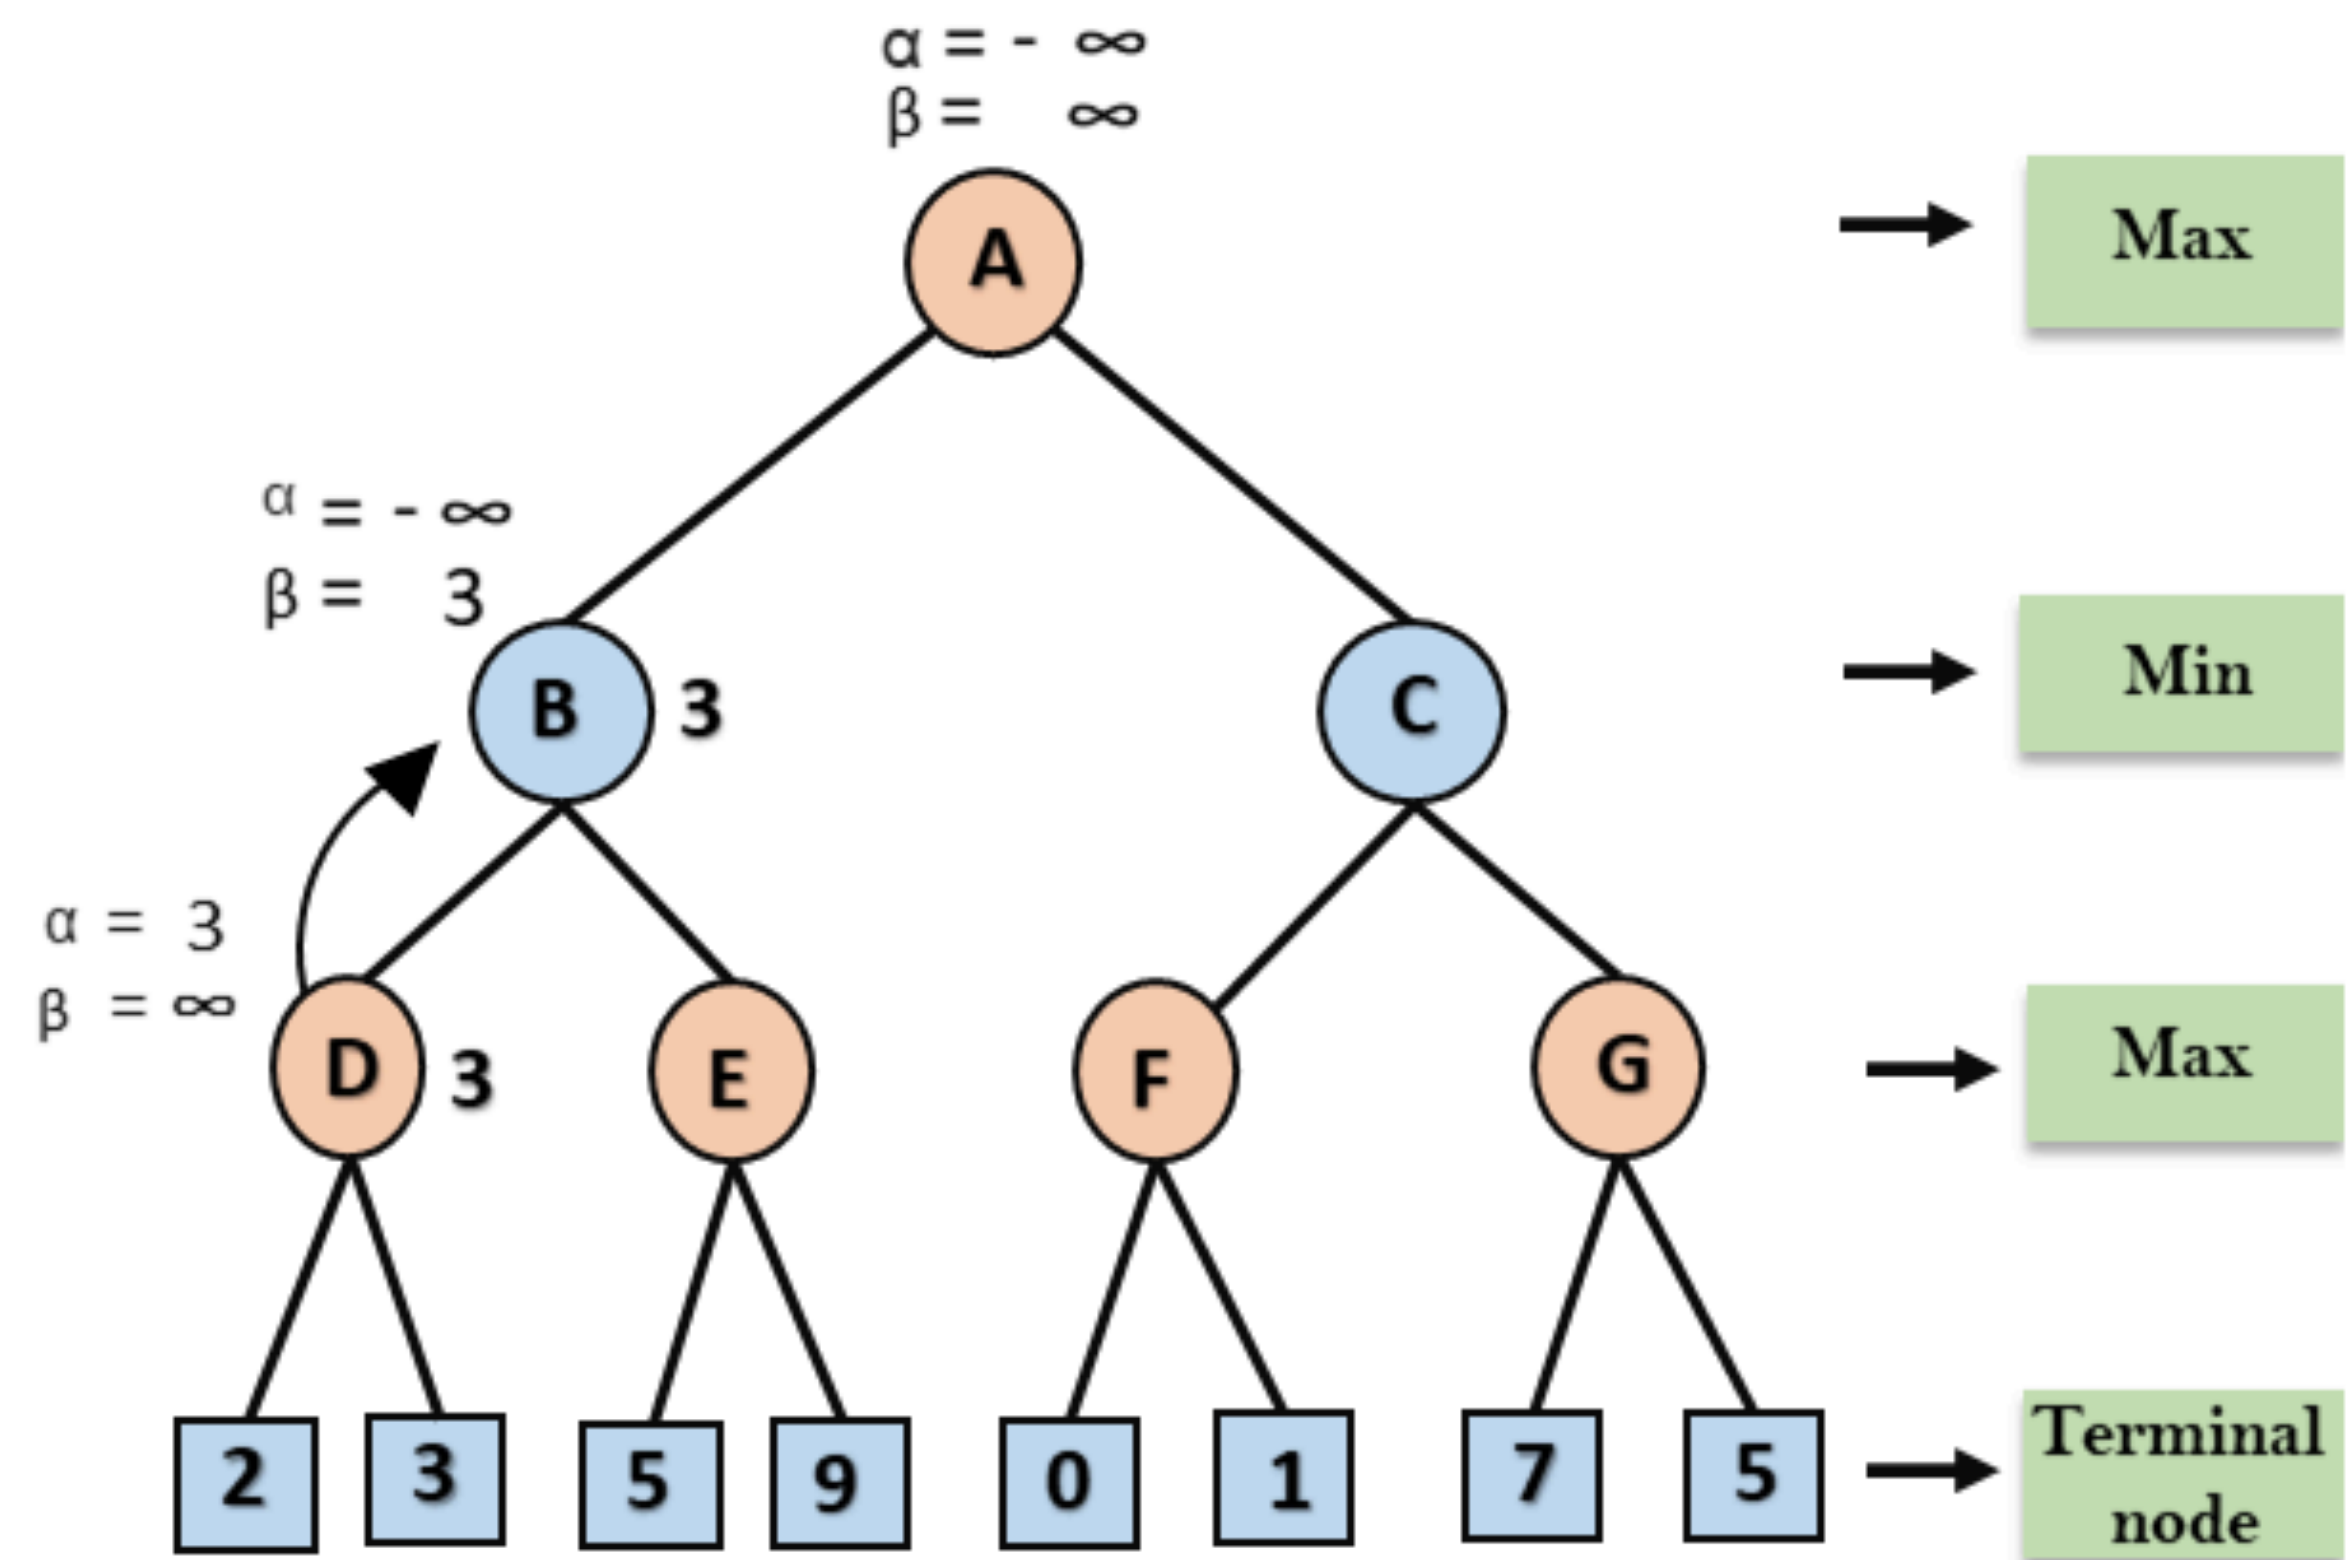 α = - ∞
β = ∞
A
Max
α = - ∞
β = 3
B 3
C
Min
α = 3
β = ∞
D 3
E
F
G
Max
2 3 5 9 0 1 7 5
Terminal
node